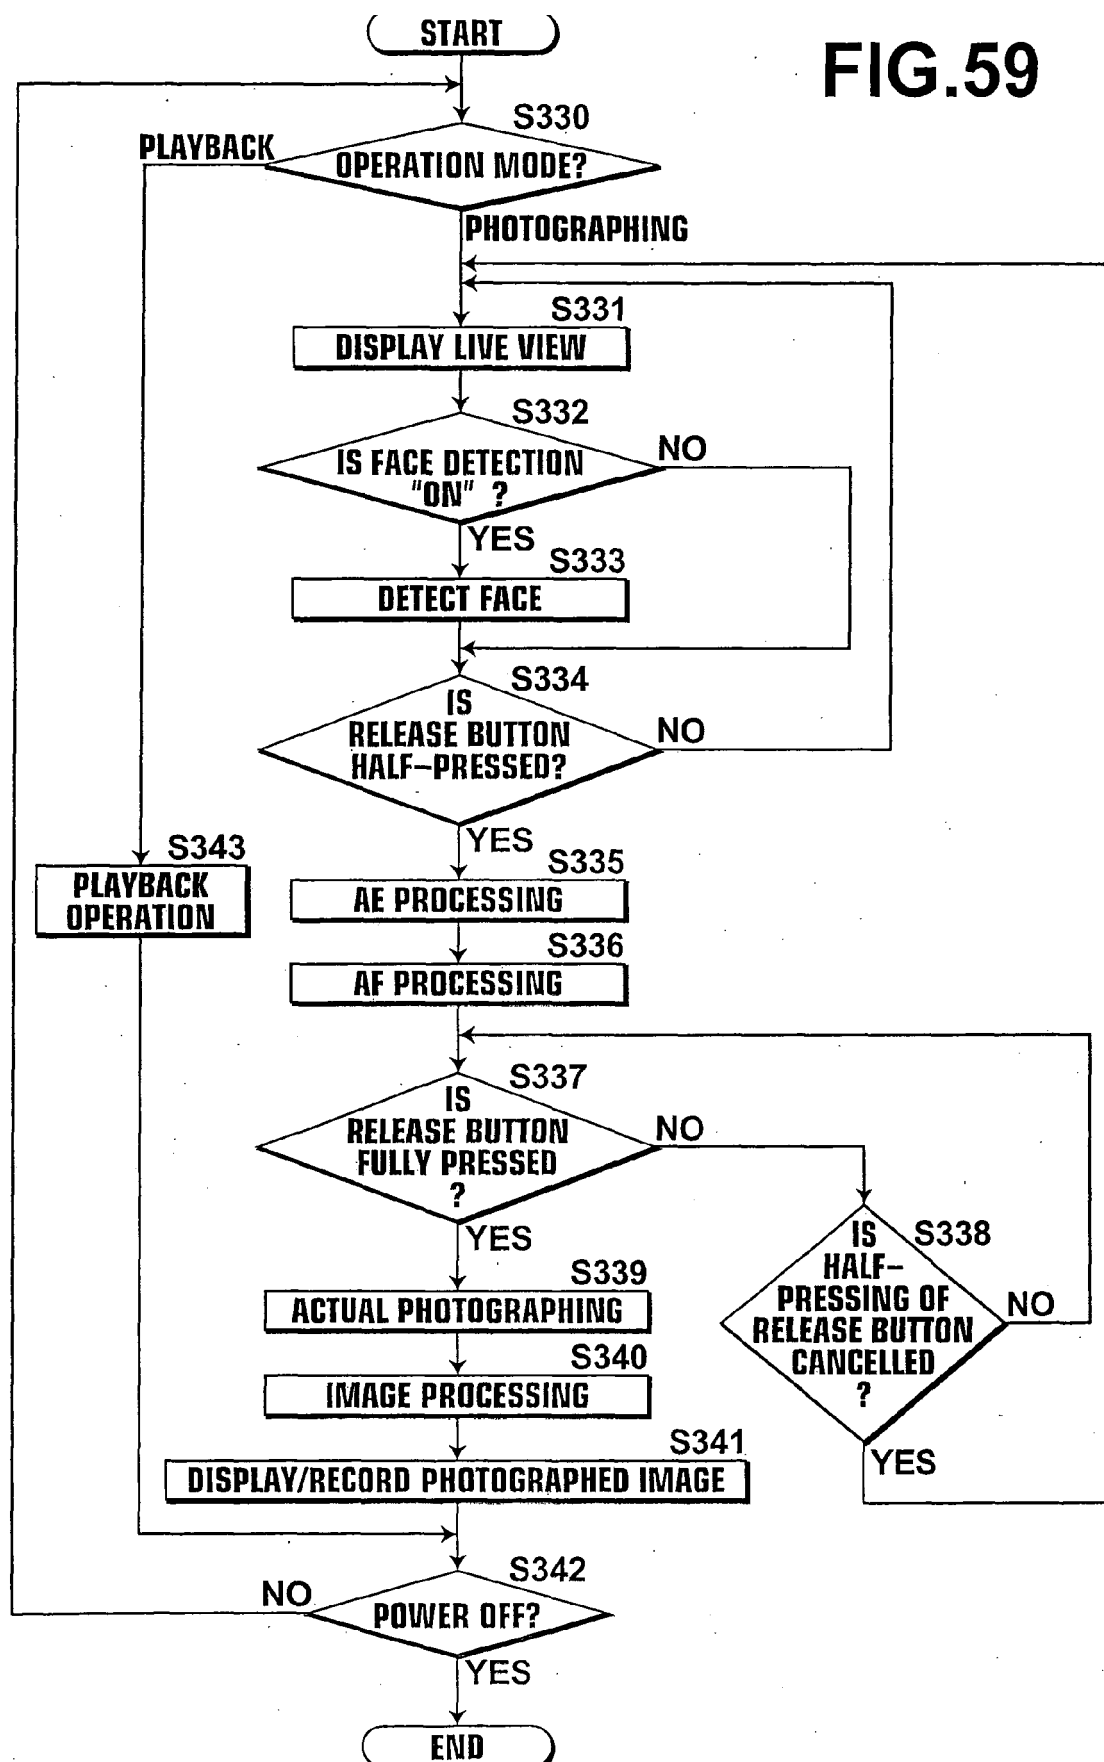 START
FIG.59
S330
PLAYBACK
OPERATION MODE?
PHOTOGRAPHING
S331
DISPLAY LIVE VIEW
S332
NO
IS FACE DETECTION
"ON" ?
YES
S333
DETECT FACE
S334
IS
RELEASE BUTTON
HALF-PRESSED?
NO
YES
S343
PLAYBACK
OPERATION
S335
AE PROCESSING
S336
AF PROCESSING
S337
IS
RELEASE BUTTON
FULLY PRESSED
?
NO
YES
S338
IS
HALF-
PRESSING OF
RELEASE BUTTON
CANCELLED
?
NO
YES
S339
ACTUAL PHOTOGRAPHING
S340
IMAGE PROCESSING
S341
DISPLAY/RECORD PHOTOGRAPHED IMAGE
S342
NO
POWER OFF?
YES
END